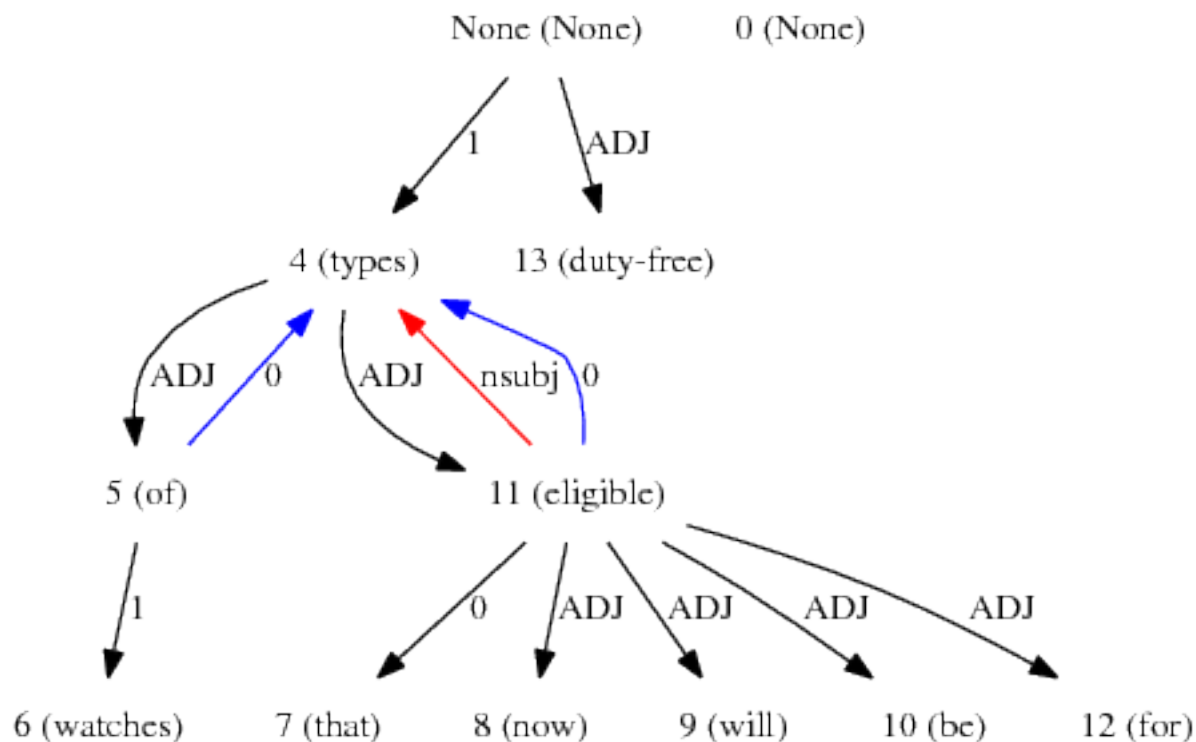 None (None) 0 (None)
1 ADJ
4 (types) 13 (duty-free)
ADJ 0 ADJ nsubj 0
5 (of) 11 (eligible)
1 0 ADJ ADJ ADJ ADJ
6 (watches) 7 (that) 8 (now) 9 (will) 10 (be) 12 (for)